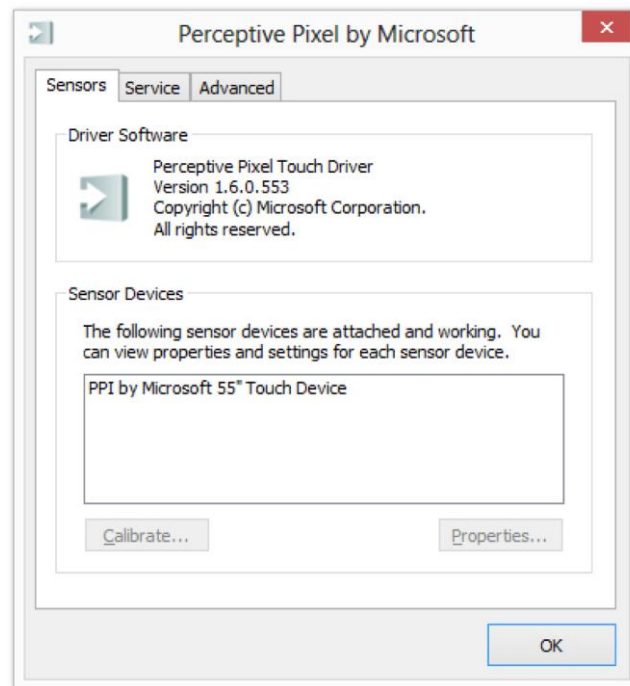 Perceptive Pixel by Microsoft
Sensors Service Advanced
Driver Software
Perceptive Pixel Touch Driver
Version 1.6.0.553
Copyright (c) Microsoft Corporation.
All rights reserved.
Sensor Devices
The following sensor devices are attached and working. You
can view properties and settings for each sensor device.
PPI by Microsoft 55" Touch Device
Calibrate... Properties...
OK